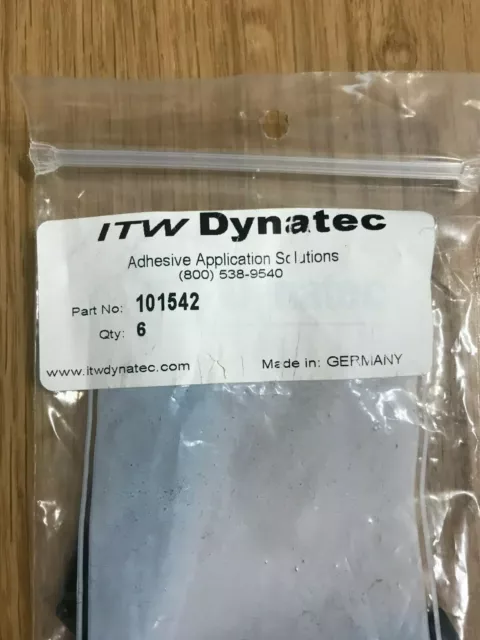 ITW Dynatec
Adhesive Application Solutions
(800) 538-9540
Part No: 101542
Qty: 6
www.itwdynatec.com Made in: GERMANY